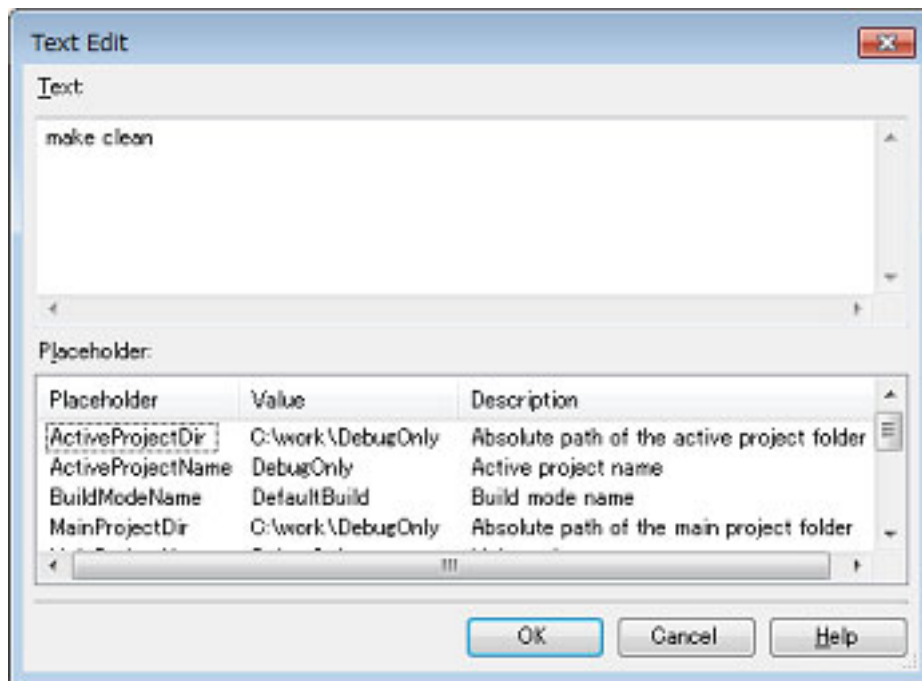 Text Edit
Text:
make clean
Placeholder:
Placeholder Value Description
ActiveProjectDir C:\work\DebugOnly Absolute path of the active project folder
ActiveProjectName DebugOnly Active project name
BuildModeName DefaultBuild Build mode name
MainProjectDir C:\work\DebugOnly Absolute path of the main project folder
OK Cancel Help